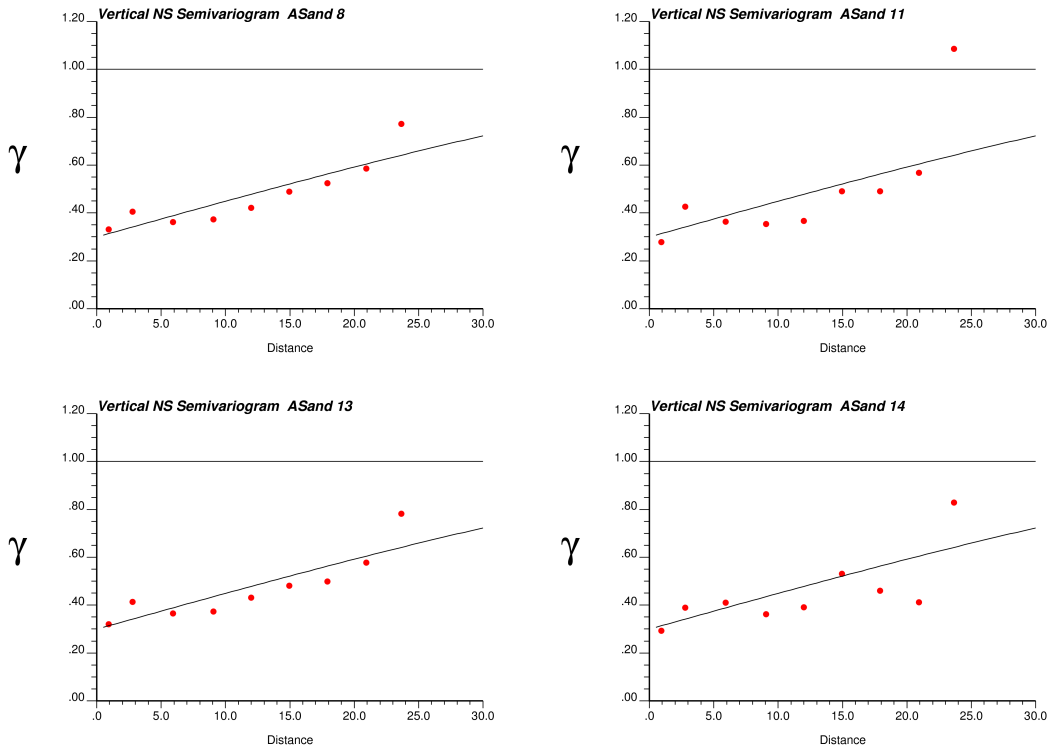 Vertical NS Semivariogram ASand 8
1.20
1.00
.80
γ
.60
.40
.20
.00
.0 5.0 10.0 15.0 20.0 25.0 30.0
Distance
Vertical NS Semivariogram ASand 11
1.20
1.00
.80
γ
.60
.40
.20
.00
.0 5.0 10.0 15.0 20.0 25.0 30.0
Distance
Vertical NS Semivariogram ASand 13
1.20
1.00
.80
γ
.60
.40
.20
.00
.0 5.0 10.0 15.0 20.0 25.0 30.0
Distance
Vertical NS Semivariogram ASand 14
1.20
1.00
.80
γ
.60
.40
.20
.00
.0 5.0 10.0 15.0 20.0 25.0 30.0
Distance